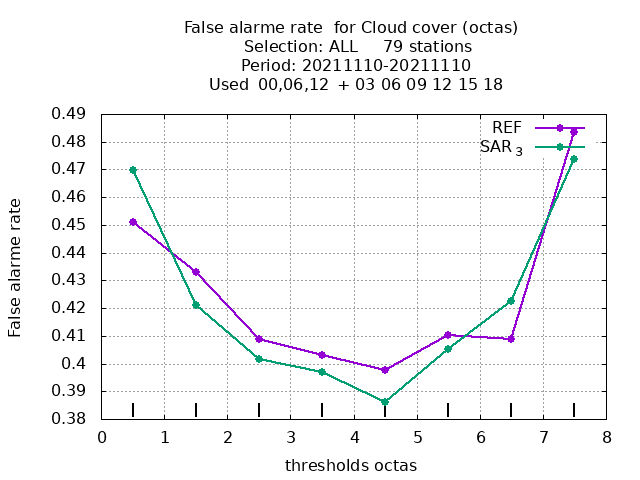 False alarme rate  for Cloud cover (octas)
Selection: ALL     79 stations
Period: 20211110-20211110
Used  00,06,12  + 03 06 09 12 15 18
0.49
0.48
0.47
0.46
0.45
0.44
0.43
0.42
0.41
0.4
0.39
0.38
False alarme rate
REF
SAR 3
0 1 2 3 4 5 6 7 8
thresholds octas